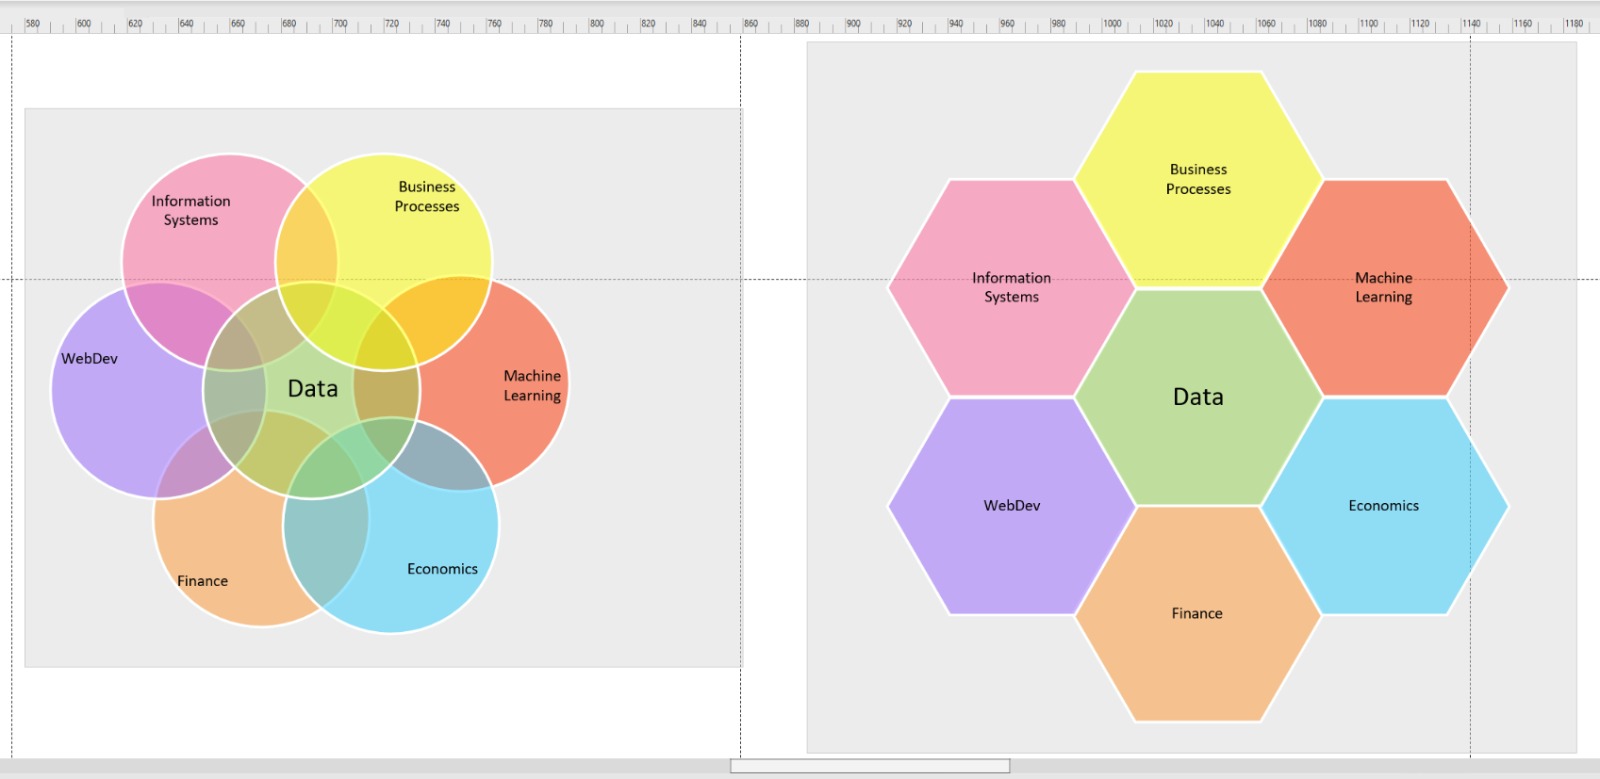 580 600 620 640 660 680 700 720 740 760 780 800 820 840 860 880 900 920 940 960 980 1000 1020 1040 1060 1080 1100 1120 1140 1160 1180
Information
Systems
Business
Processes
WebDev
Data
Machine
Learning
Finance
Economics
Business
Processes
Information
Systems
Machine
Learning
Data
WebDev
Economics
Finance